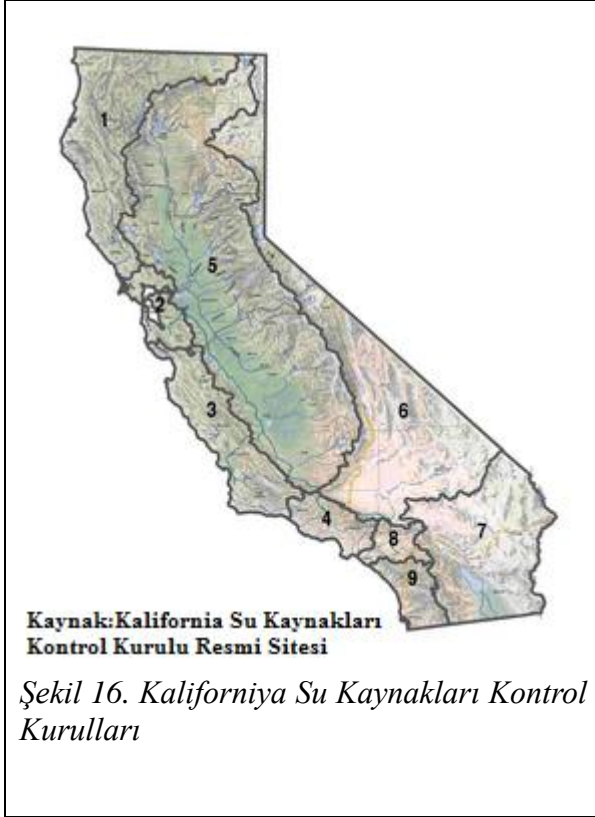 1
5
2
3
6
4
8
7
9
Kaynak:Kalifornia Su Kaynakları
Kontrol Kurulu Resmi Sitesi
Şekil 16. Kaliforniya Su Kaynakları Kontrol
Kurulları